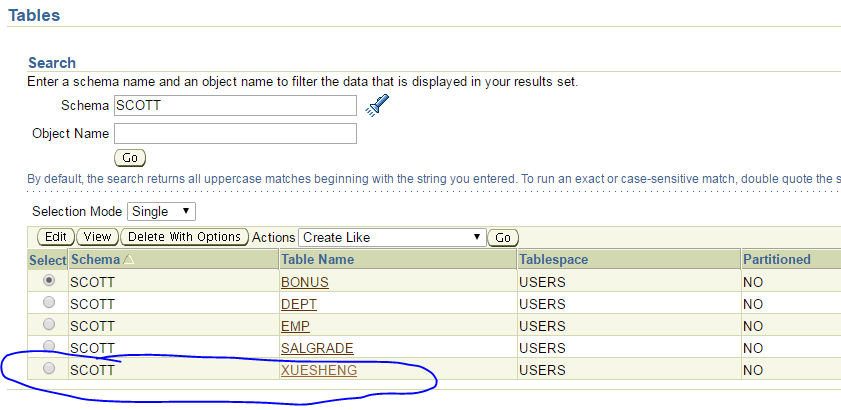 Tables
Search
Enter a schema name and an object name to filter the data that is displayed in your results set.
Schema SCOTT
Object Name
Go
By default, the search returns all uppercase matches beginning with the string you entered. To run an exact or case-sensitive match, double quote the s
Selection Mode Single
Edit View Delete With Options Actions Create Like Go
Select Schema Table Name Tablespace Partitioned
SCOTT BONUS USERS NO
SCOTT DEPT USERS NO
SCOTT EMP USERS NO
SCOTT SALGRADE USERS NO
SCOTT XUESHENG USERS NO